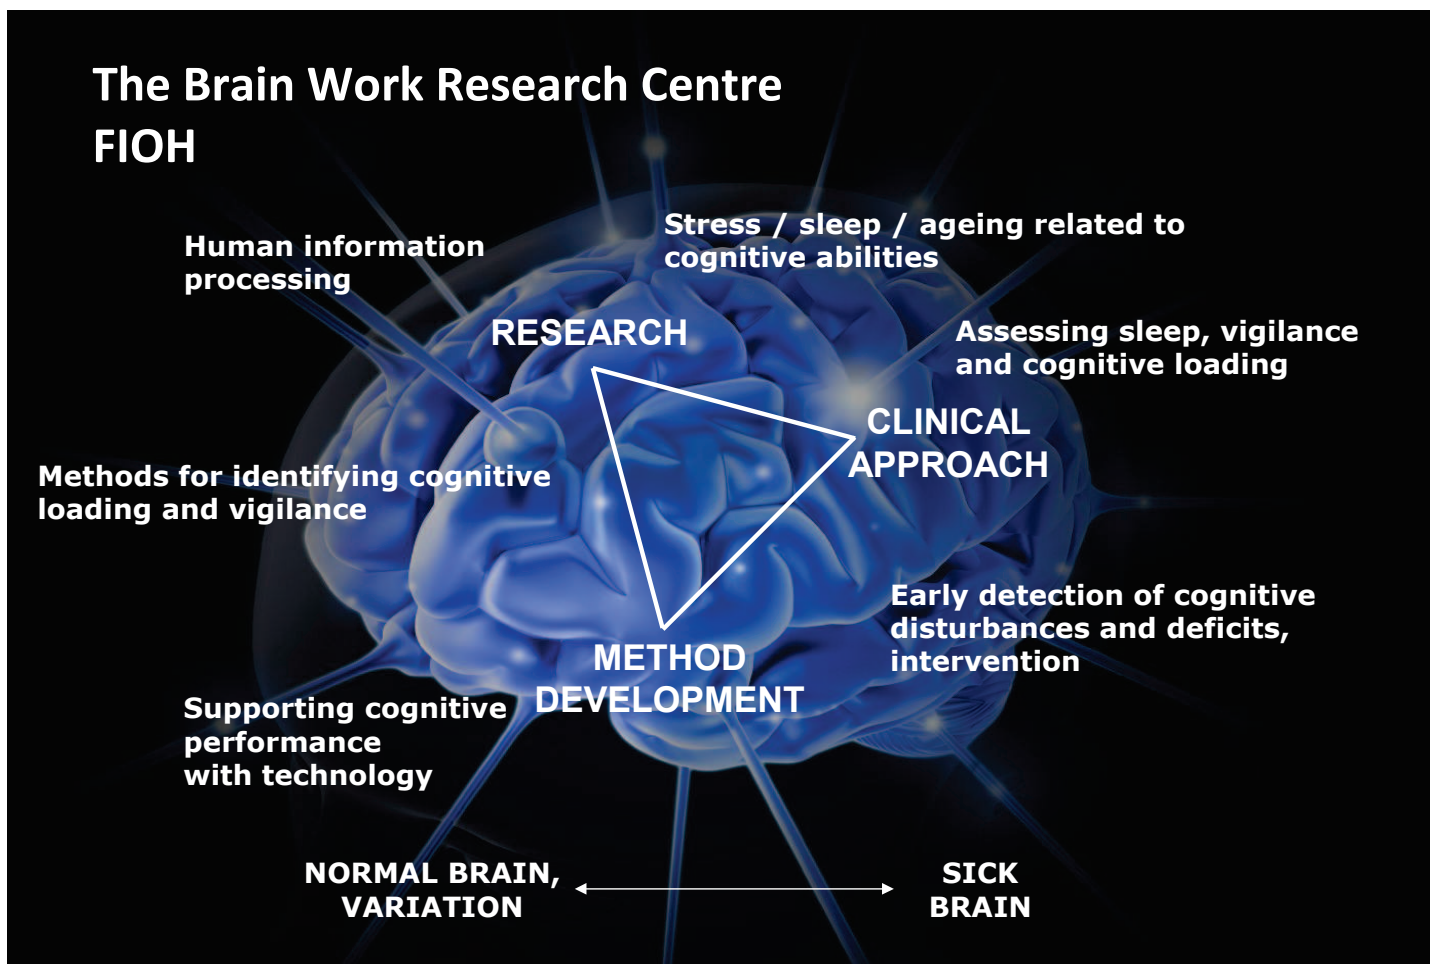 The Brain Work Research Centre
FIOH
Human information
processing
Stress / sleep / ageing related to
cognitive abilities
RESEARCH
Assessing sleep, vigilance
and cognitive loading
CLINICAL
APPROACH
Methods for identifying cognitive
loading and vigilance
Early detection of cognitive
disturbances and deficits,
intervention
METHOD
DEVELOPMENT
Supporting cognitive
performance
with technology
NORMAL BRAIN,
VARIATION
SICK
BRAIN